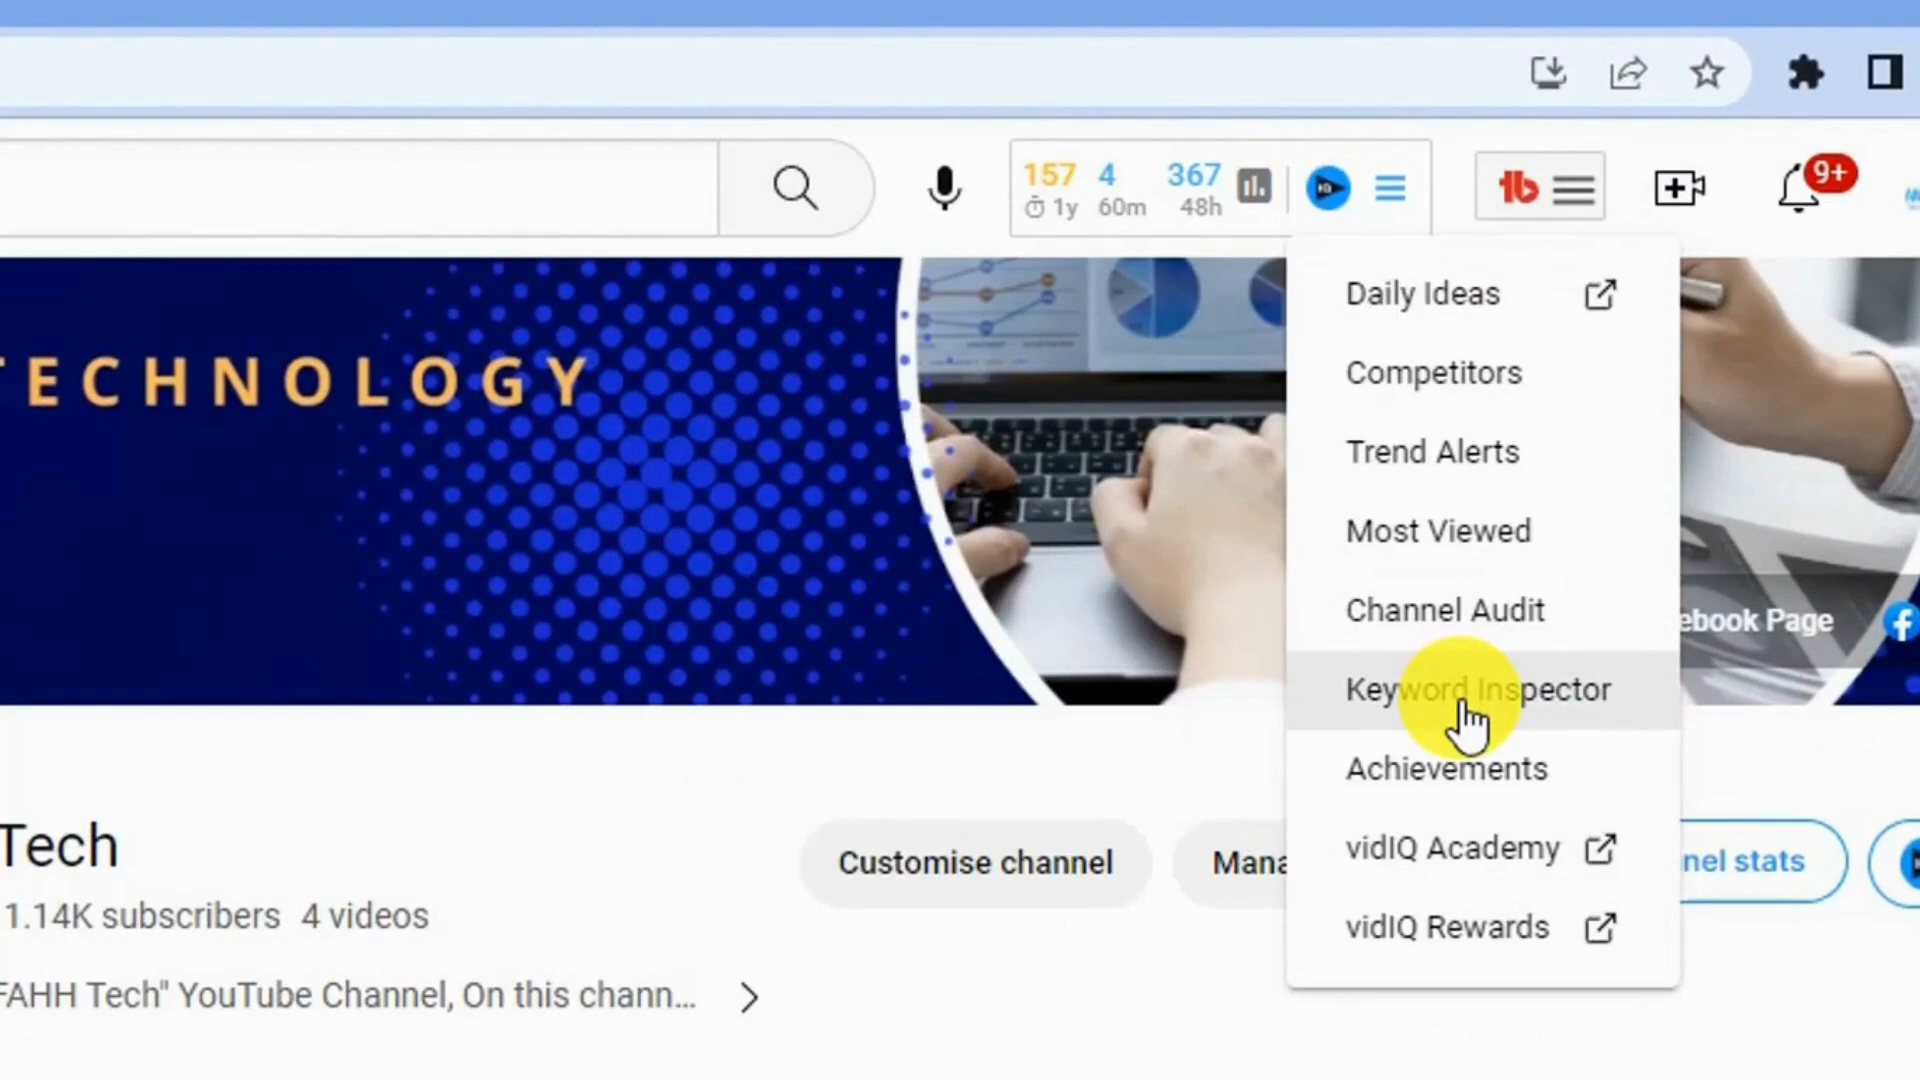 157 4 367
1y 60m 48h
9+
Daily Ideas
TECHNOLOGY
Competitors
Trend Alerts
Most Viewed
Channel Audit
ebook Page
Keyword Inspector
Achievements
Tech
Customise channel
Mana
nel stats
vidIQ Academy
1.14K subscribers 4 videos
vidIQ Rewards
FAHH Tech" YouTube Channel, On this chann...